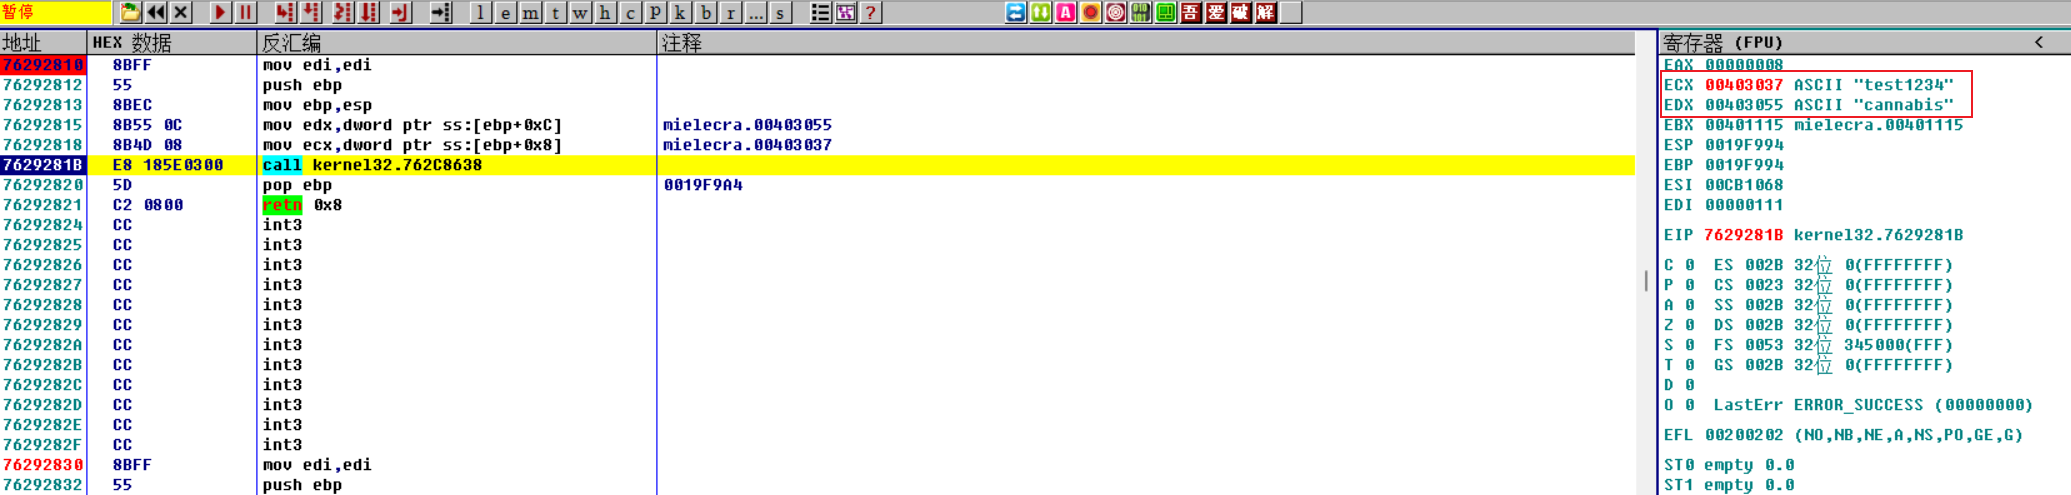 暂停 l e m t w h c p k b r ... s ? A 吾 爱 破 解
地址 HEX 数据 反汇编 注释 寄存器 (FPU) <
76292810 8BFF mov edi,edi EAX 00000008
76292812 55 push ebp ECX 00403037 ASCII "test1234"
76292813 8BEC mov ebp,esp EDX 00403055 ASCII "cannabis"
76292815 8B55 0C mov edx,dword ptr ss:[ebp+0xC] mielecra.00403055 EBX 00401115 mielecra.00401115
76292818 8B4D 08 mov ecx,dword ptr ss:[ebp+0x8] mielecra.00403037 ESP 0019F994
7629281B E8 185E0300 call kernel32.762C8638 EBP 0019F994
76292820 5D pop ebp 0019F9A4 ESI 00CB1068
76292821 C2 0800 retn 0x8 EDI 00000111
76292824 CC int3
76292825 CC int3 EIP 7629281B kernel32.7629281B
76292826 CC int3 C 0 ES 002B 32位 0(FFFFFFFF)
76292827 CC int3 P 0 CS 0023 32位 0(FFFFFFFF)
76292828 CC int3 A 0 SS 002B 32位 0(FFFFFFFF)
76292829 CC int3 Z 0 DS 002B 32位 0(FFFFFFFF)
7629282A CC int3 S 0 FS 0053 32位 345000(FFF)
7629282B CC int3 T 0 GS 002B 32位 0(FFFFFFFF)
7629282C CC int3 D 0
7629282D CC int3 O 0 LastErr ERROR_SUCCESS (00000000)
7629282E CC int3
7629282F CC int3 EFL 00200202 (NO,NB,NE,A,NS,PO,GE,G)
76292830 8BFF mov edi,edi ST0 empty 0.0
76292832 55 push ebp ST1 empty 0.0